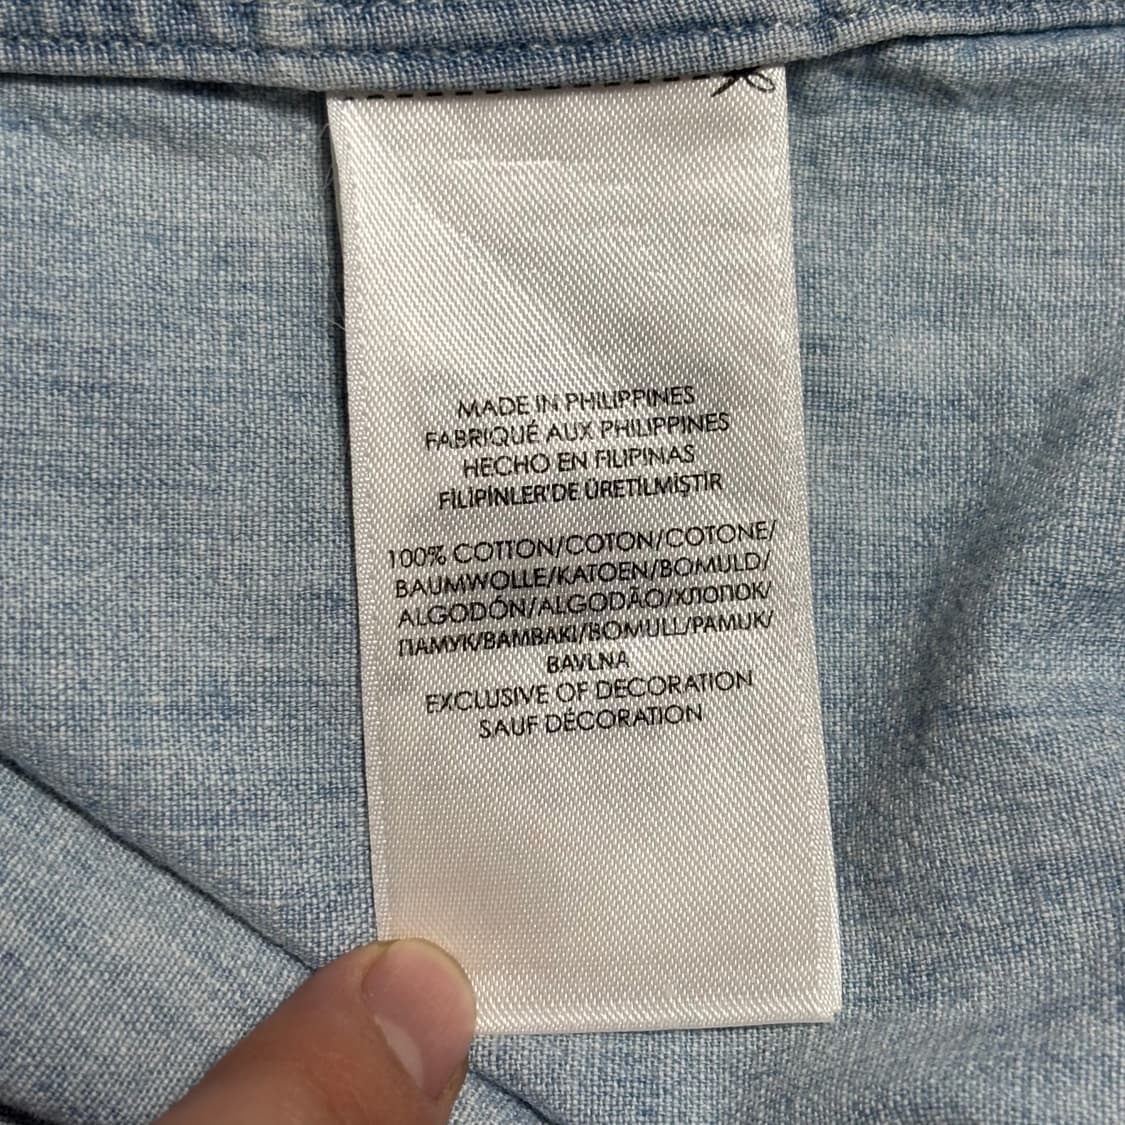 MADE IN PHILIPPINES
FABRIQUÉ AUX PHILIPPINES
HECHO EN FILIPINAS
FİLİPİNLER'DE ÜRETİLMİŞTİR
100% COTTON/COTON/COTONE/
BAUMWOLLE/KATOEN/BOMULD/
ALGODÓN/ALGODÃO/ХЛОПОК/
ПАМУК/BAMBAKI/BOMULL/PAMUK/
BAVLNA
EXCLUSIVE OF DECORATION
SAUF DÉCORATION